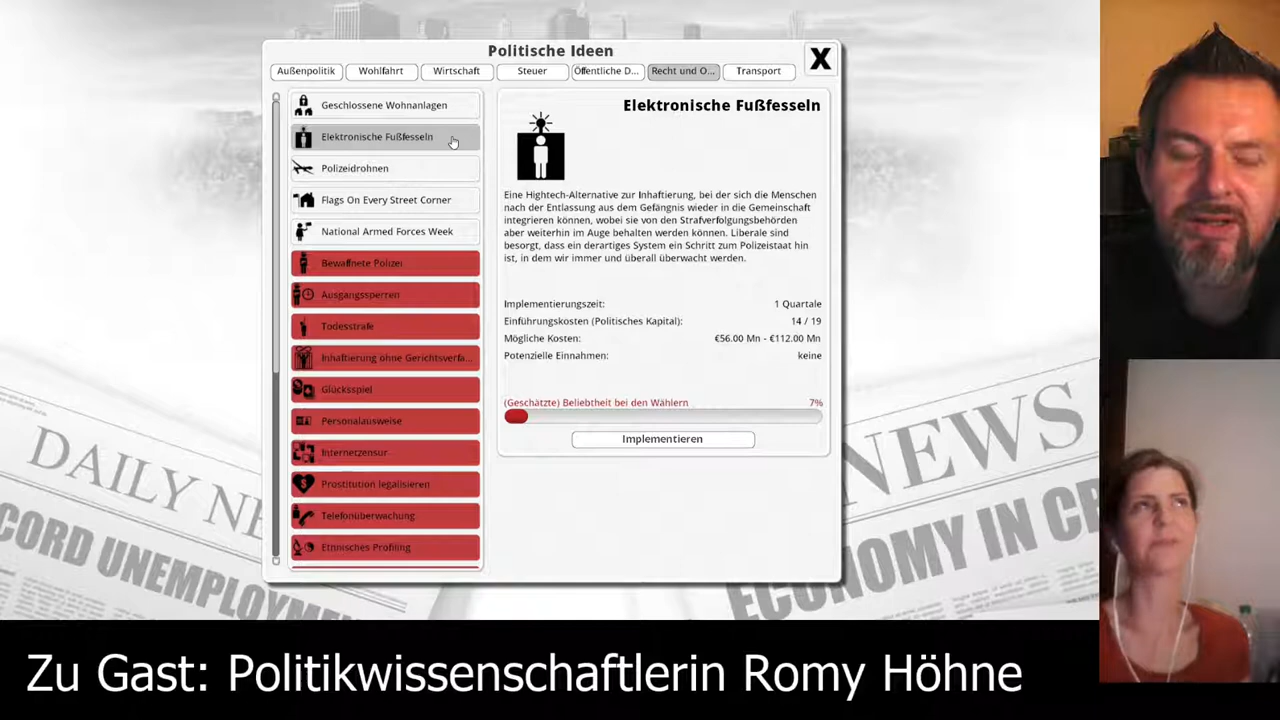 Politische Ideen
X
Außenpolitik
Wohlfahrt
Wirtschaft
Steuer
Öffentliche D...
Recht und O...
Transport
Geschlossene Wohnanlagen
Elektronische Fußfesseln
Polizeidrohnen
Flags On Every Street Corner
National Armed Forces Week
Bewaffnete Polizei
Ausgangssperren
Todesstrafe
Inhaftierung ohne Gerichtsverfa...
Glücksspiel
Personalausweise
Internetzensur
Prostitution legalisieren
Telefonüberwachung
Ethnisches Profiling
Elektronische Fußfesseln
Eine Hightech-Alternative zur Inhaftierung, bei der sich die Menschen
nach der Entlassung aus dem Gefängnis wieder in die Gemeinschaft
integrieren können, wobei sie von den Strafverfolgungsbehörden
aber weiterhin im Auge behalten werden können. Liberale sind
besorgt, dass ein derartiges System ein Schritt zum Polizeistaat hin
ist, in dem wir immer und überall überwacht werden.
Implementierungszeit: 1 Quartale
Einführungskosten (Politisches Kapital): 14 / 19
Mögliche Kosten: €56.00 Mn - €112.00 Mn
Potenzielle Einnahmen: keine
(Geschätzte) Beliebtheit bei den Wählern 7%
Implementieren
DAILY NE
CORD UNEMPLOYM
NEWS
ECONOMY IN CR
Zu Gast: Politikwissenschaftlerin Romy Höhne